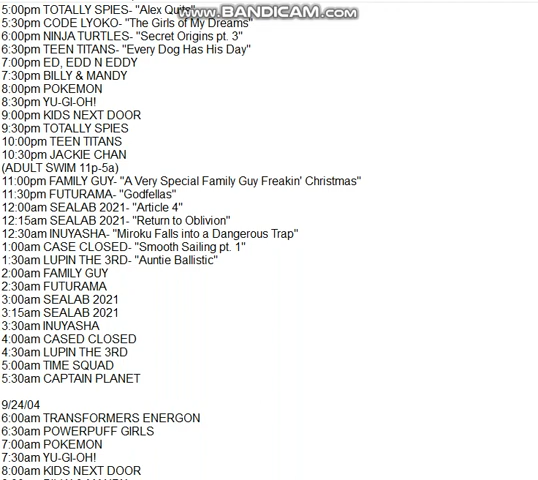 www.BANDICAM.com
5:00pm TOTALLY SPIES- "Alex Quits"
5:30pm CODE LYOKO- "The Girls of My Dreams"
6:00pm NINJA TURTLES- "Secret Origins pt. 3"
6:30pm TEEN TITANS- "Every Dog Has His Day"
7:00pm ED, EDD N EDDY
7:30pm BILLY & MANDY
8:00pm POKEMON
8:30pm YU-GI-OH!
9:00pm KIDS NEXT DOOR
9:30pm TOTALLY SPIES
10:00pm TEEN TITANS
10:30pm JACKIE CHAN
(ADULT SWIM 11p-5a)
11:00pm FAMILY GUY- "A Very Special Family Guy Freakin' Christmas"
11:30pm FUTURAMA- "Godfellas"
12:00am SEALAB 2021- "Article 4"
12:15am SEALAB 2021- "Return to Oblivion"
12:30am INUYASHA- "Miroku Falls into a Dangerous Trap"
1:00am CASE CLOSED- "Smooth Sailing pt. 1"
1:30am LUPIN THE 3RD- "Auntie Ballistic"
2:00am FAMILY GUY
2:30am FUTURAMA
3:00am SEALAB 2021
3:15am SEALAB 2021
3:30am INUYASHA
4:00am CASED CLOSED
4:30am LUPIN THE 3RD
5:00am TIME SQUAD
5:30am CAPTAIN PLANET
9/24/04
6:00am TRANSFORMERS ENERGON
6:30am POWERPUFF GIRLS
7:00am POKEMON
7:30am YU-GI-OH!
8:00am KIDS NEXT DOOR